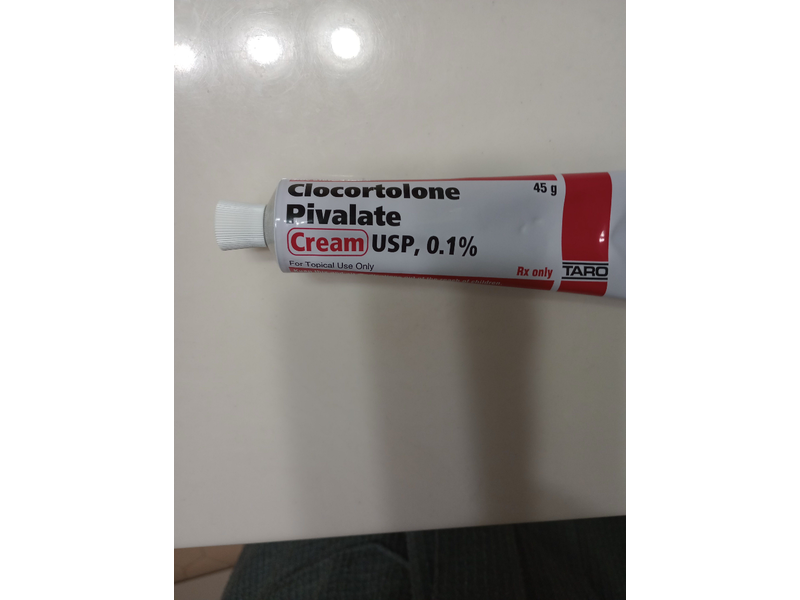 Clocortolone
45 g
Pivalate
Cream USP, 0.1%
For Topical Use Only
Rx only
TARO